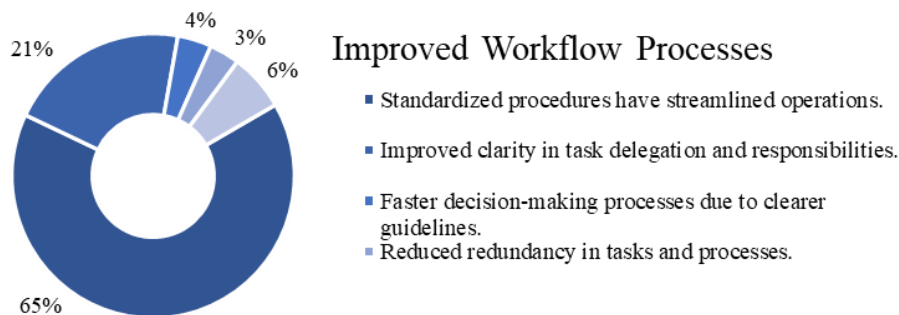 4%
3%
21%
6%
Improved Workflow Processes
Standardized procedures have streamlined operations.
Improved clarity in task delegation and responsibilities.
Faster decision-making processes due to clearer
guidelines.
Reduced redundancy in tasks and processes.
65%